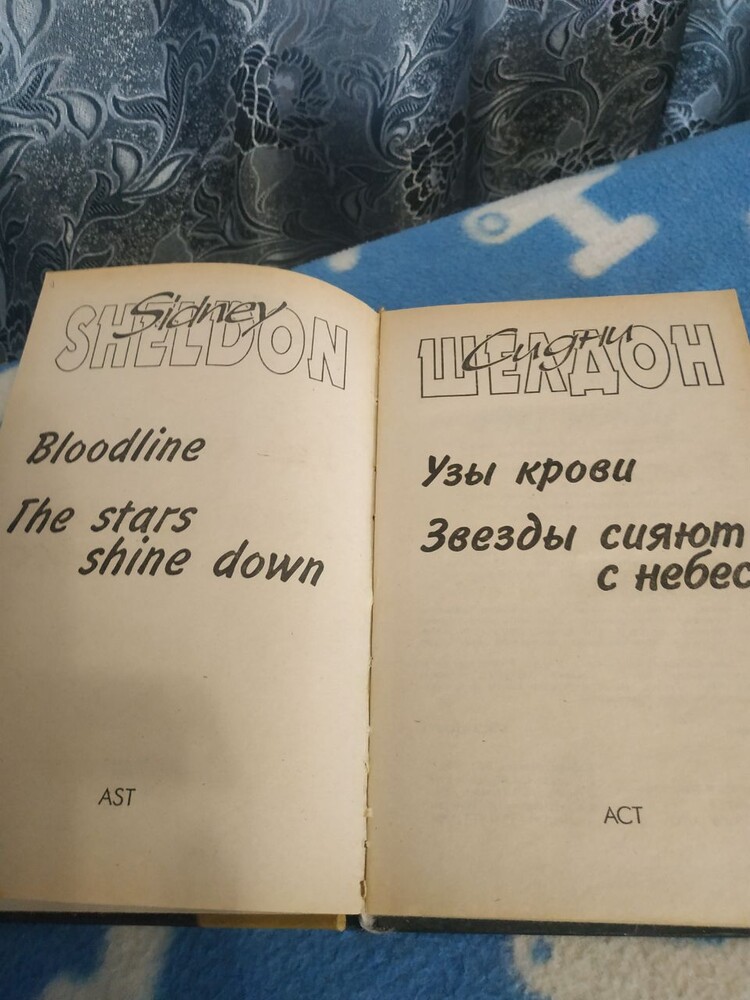 Sidney
SHELDON
Bloodline
The stars
shine down
AST
Сидни
ШЕЛДОН
Узы крови
Звезды сияют
с небес
АСТ